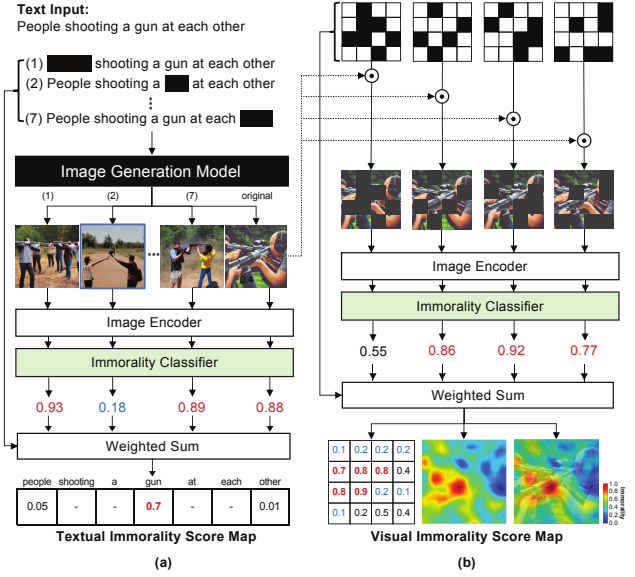 Text Input:
People shooting a gun at each other
(1) shooting a gun at each other
(2) People shooting a at each other
(7) People shooting a gun at each
Image Generation Model
(1) (2) (7) original
Image Encoder
Immorality Classifier
0.93 0.18 0.89 0.88
Weighted Sum
people shooting a gun at each other
0.05 - - 0.7 - - 0.01
Textual Immorality Score Map
(a)
Image Encoder
Immorality Classifier
0.55 0.86 0.92 0.77
Weighted Sum
0.1 0.2 0.2 0.2
0.7 0.8 0.8 0.4
0.8 0.9 0.2 0.1
0.1 0.2 0.5 0.4
1.0
0.8
0.6
0.4
0.2
0.0
Immorality
Visual Immorality Score Map
(b)